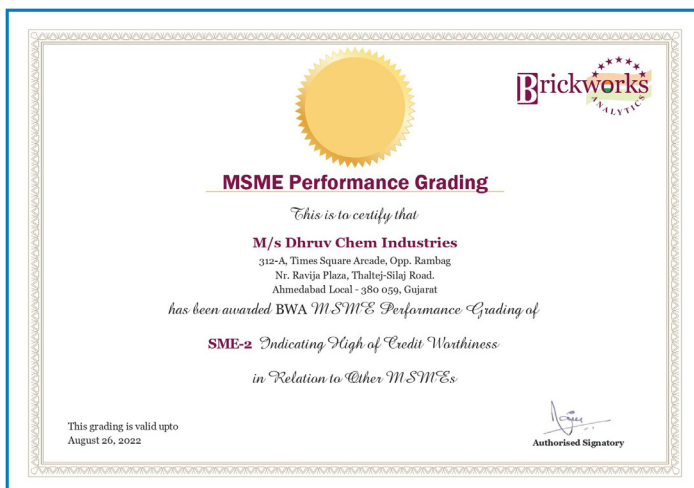 Brickworks
ANALYTICS
MSME Performance Grading
This is to certify that
M/s Dhruv Chem Industries
312-A, Times Square Arcade, Opp. Rambag
Nr. Ravija Plaza, Thaltej-Silaj Road.
Ahmedabad Local - 380 059, Gujarat
has been awarded BWA MSME Performance Grading of
SME-2 Indicating High of Credit Worthiness
in Relation to Other MSMEs
This grading is valid upto
August 26, 2022
Authorised Signatory